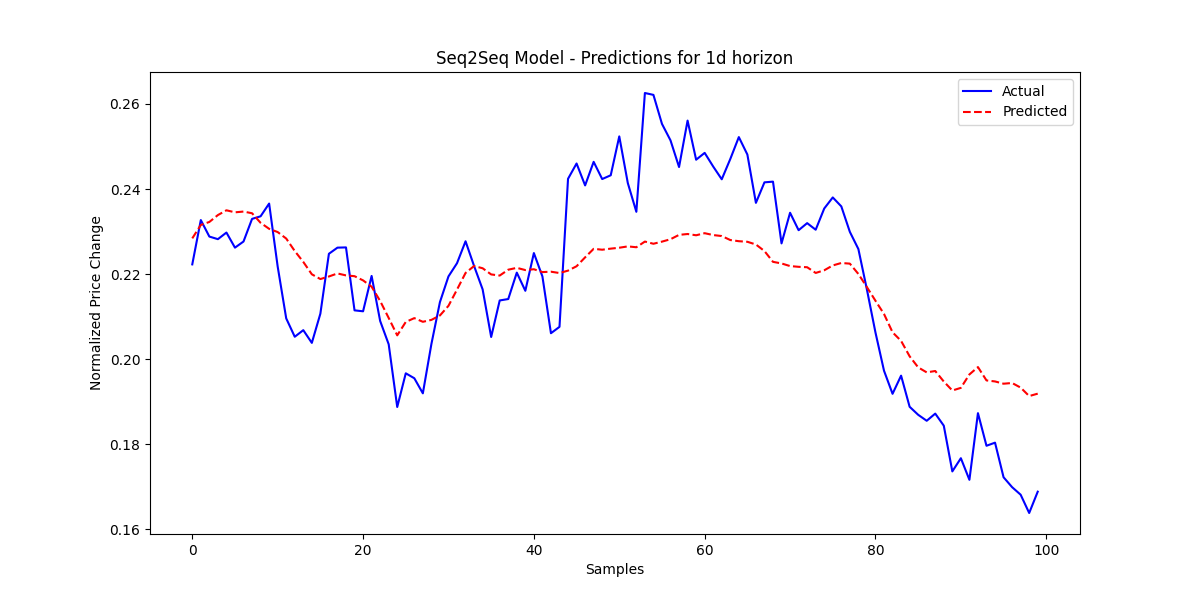 Seq2Seq Model - Predictions for 1d horizon
Actual
Predicted
Normalized Price Change
0.26
0.24
0.22
0.20
0.18
0.16
0 20 40 60 80 100
Samples